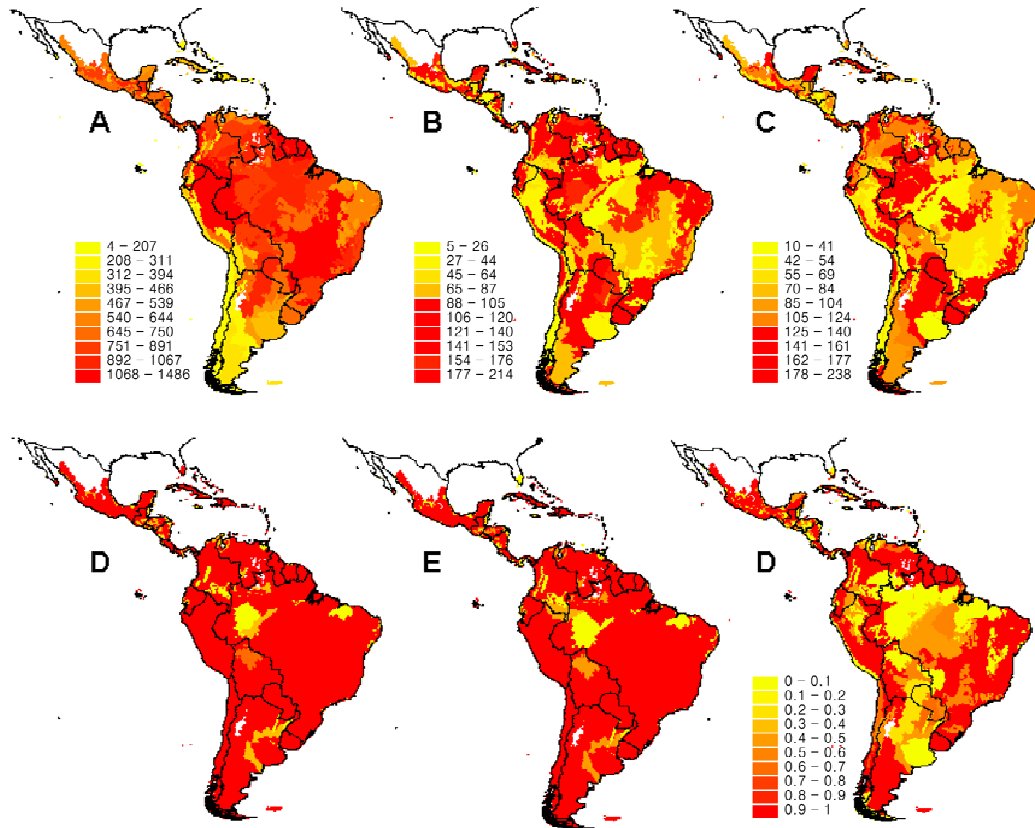 A
B
C
4 – 207
208 – 311
312 – 394
395 – 466
467 – 539
540 – 644
645 – 750
751 – 891
892 – 1067
1068 – 1486
5 – 26
27 – 44
45 – 64
65 – 87
88 – 105
106 – 120
121 – 140
141 – 153
154 – 176
177 – 214
10 – 41
42 – 54
55 – 69
70 – 84
85 – 104
105 – 124
125 – 140
141 – 161
162 – 177
178 – 238
D
E
D
0 – 0.1
0.1 – 0.2
0.2 – 0.3
0.3 – 0.4
0.4 – 0.5
0.5 – 0.6
0.6 – 0.7
0.7 – 0.8
0.8 – 0.9
0.9 – 1